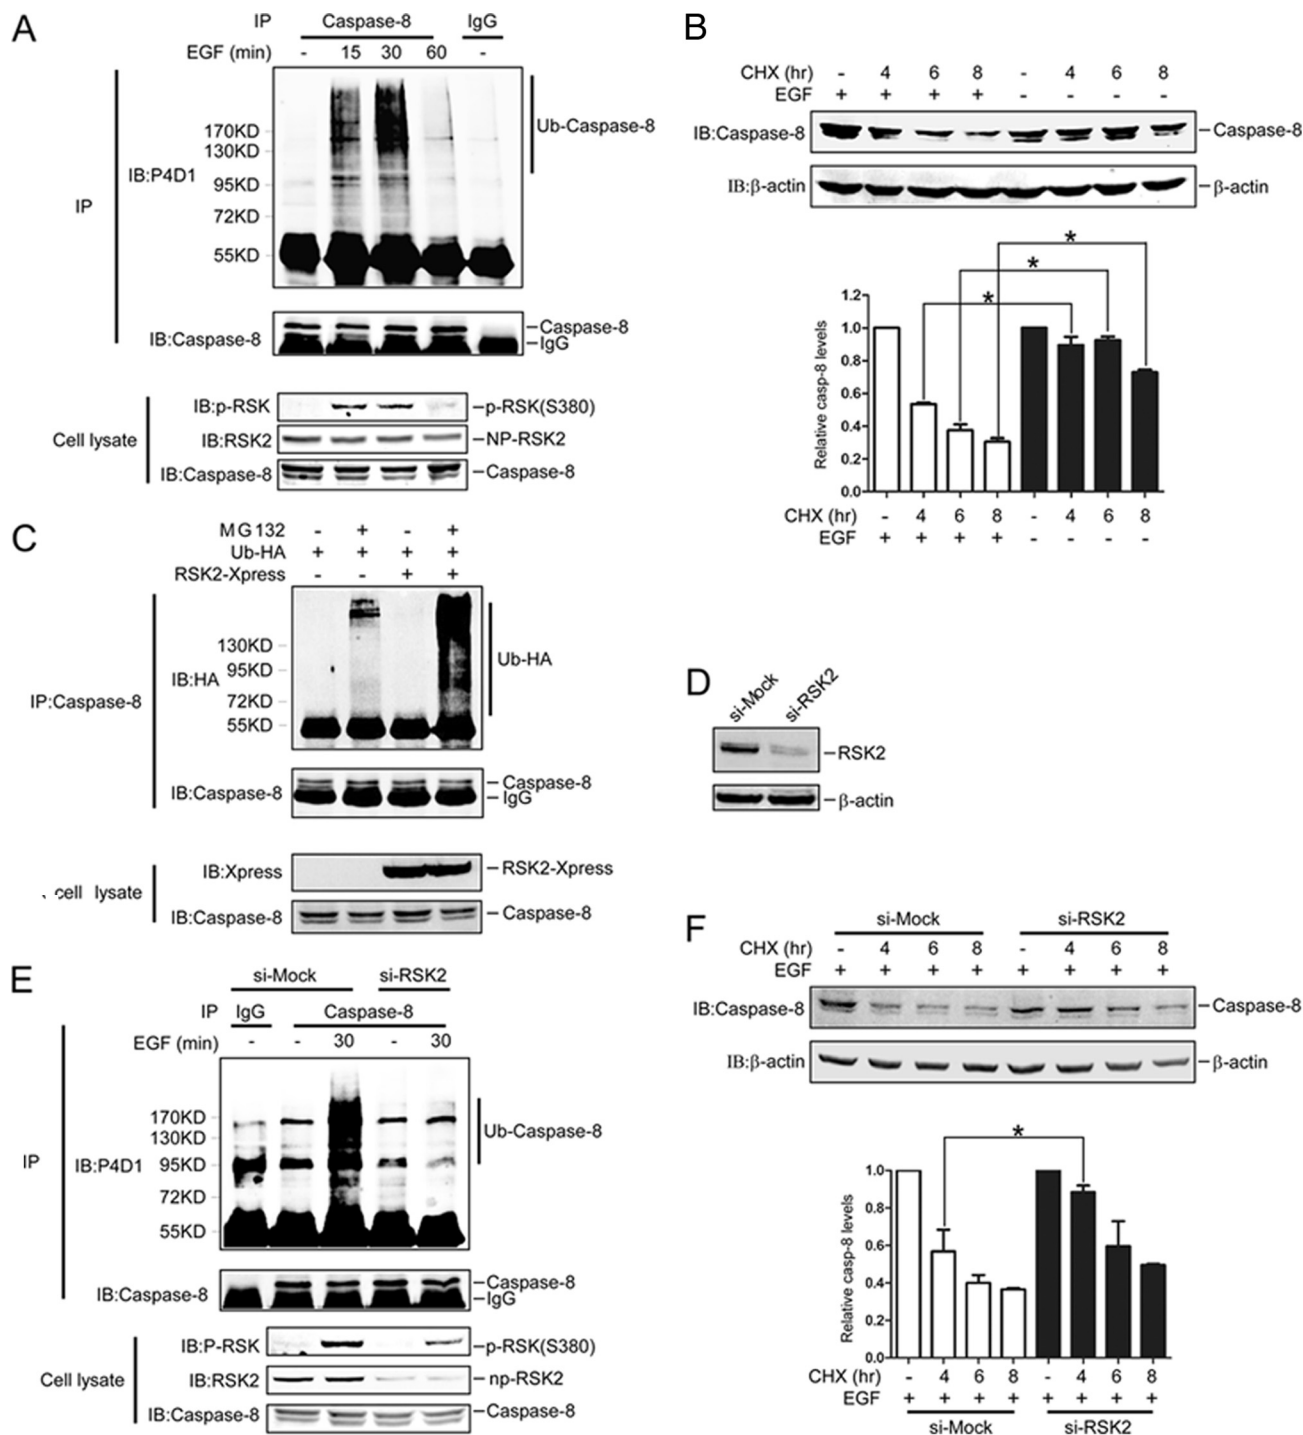 A
IP Caspase-8 IgG
EGF (min) - 15 30 60 -
170KD
130KD
95KD
72KD
55KD
IB:P4D1
Ub-Caspase-8
IP
IB:Caspase-8
Caspase-8
IgG
IB:p-RSK p-RSK(S380)
Cell lysate IB:RSK2 NP-RSK2
IB:Caspase-8 Caspase-8
B
CHX (hr) - 4 6 8 - 4 6 8
EGF + + + + - - - -
IB:Caspase-8 Caspase-8
IB:β-actin β-actin
*
*
*
Relative casp-8 levels
1.2
1.0
0.8
0.6
0.4
0.2
0.0
CHX (hr) - 4 6 8 - 4 6 8
EGF + + + + - - - -
C
MG132 - + - +
Ub-HA + + + +
RSK2-Xpress - - + +
130KD
95KD
72KD
55KD
IB:HA
Ub-HA
IP:Caspase-8
IB:Caspase-8
Caspase-8
IgG
IB:Xpress RSK2-Xpress
cell lysate
IB:Caspase-8 Caspase-8
D
si-Mock si-RSK2
RSK2
β-actin
E
si-Mock si-RSK2
IP IgG Caspase-8
EGF (min) - - 30 - 30
170KD
130KD
95KD
72KD
55KD
IB:P4D1
Ub-Caspase-8
IP
IB:Caspase-8
Caspase-8
IgG
IB:P-RSK p-RSK(S380)
Cell lysate IB:RSK2 np-RSK2
IB:Caspase-8 Caspase-8
F
si-Mock si-RSK2
CHX (hr) - 4 6 8 - 4 6 8
EGF + + + + + + + +
IB:Caspase-8 Caspase-8
IB:β-actin β-actin
*
Relative casp-8 levels
1.0
0.8
0.6
0.4
0.2
0.0
CHX (hr) - 4 6 8 - 4 6 8
EGF + + + + + + + +
si-Mock si-RSK2